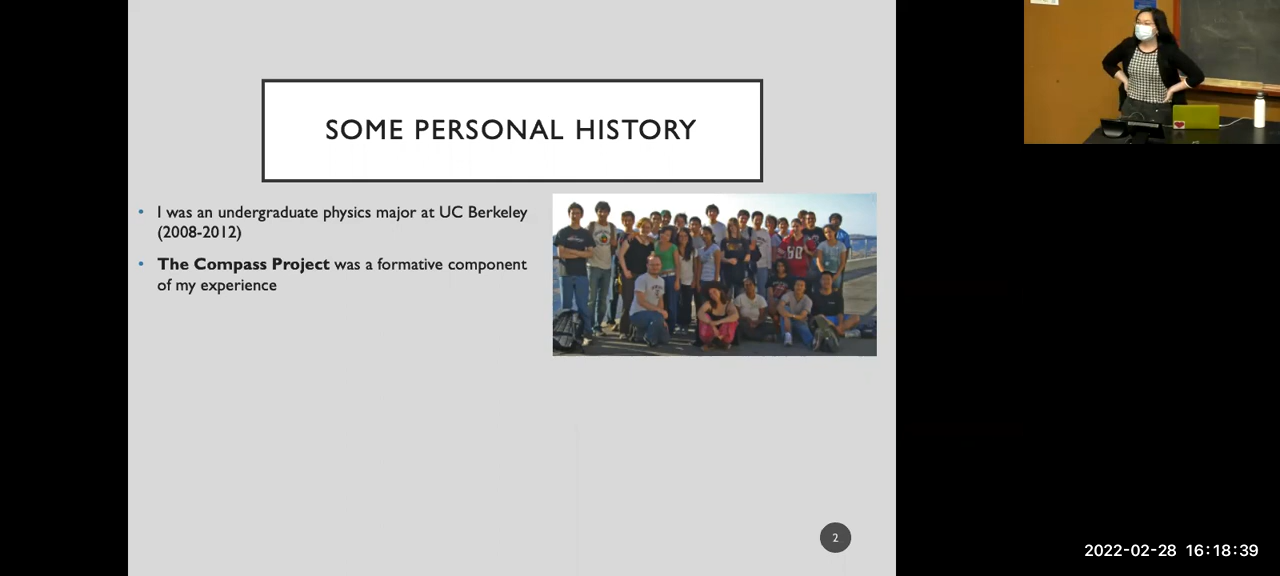 SOME PERSONAL HISTORY
• I was an undergraduate physics major at UC Berkeley
(2008-2012)
• The Compass Project was a formative component
of my experience
2
2022-02-28 16:18:39